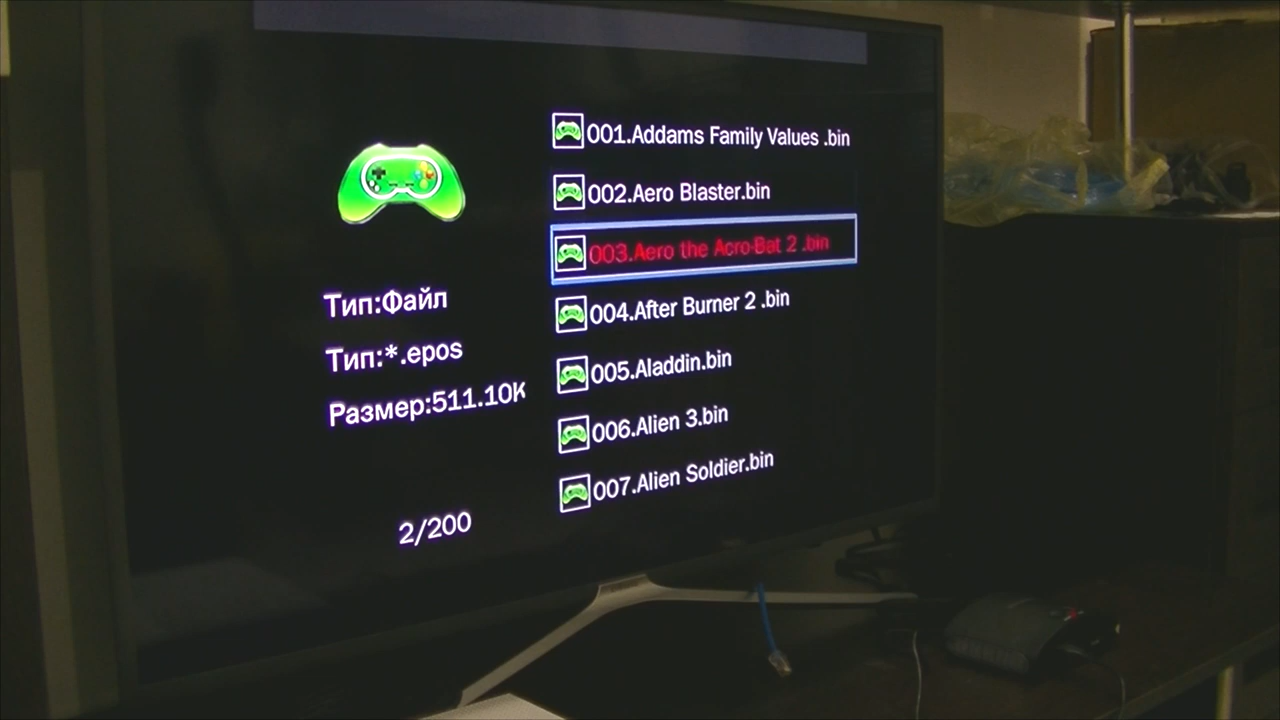 001.Addams Family Values .bin
002.Aero Blaster.bin
003.Aero the Acro-Bat 2 .bin
004.After Burner 2 .bin
005.Aladdin.bin
006.Alien 3.bin
007.Alien Soldier.bin
Тип:Файл
Тип:*.epos
Размер:511.10K
2/200